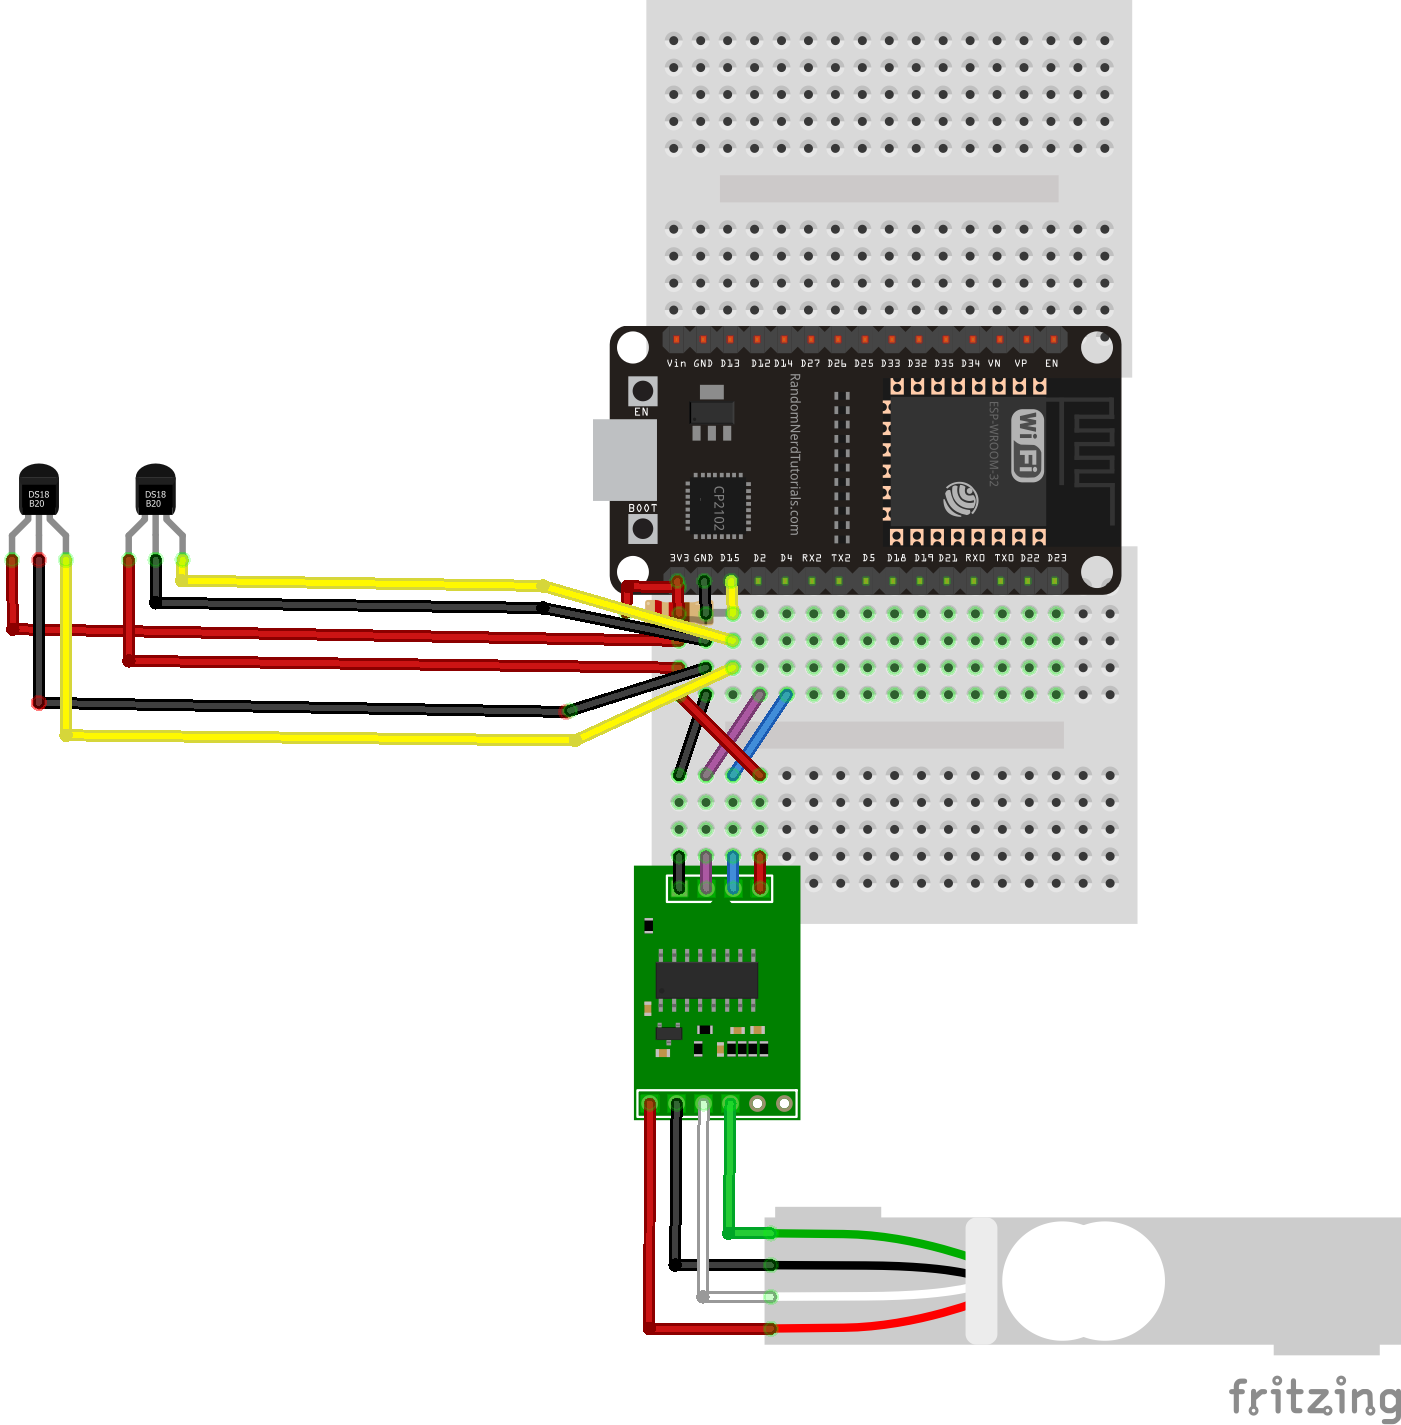 Vin GND D13 D12 D14 D27 D26 D25 D33 D32 D35 D34 VN VP EN
EN
RandomNerdTutorials.com
ESP-WROOM-32
Wi Fi
CP2102
BOOT
3V3 GND D15 D2 D4 RX2 TX2 D5 D18 D19 D21 RX0 TX0 D22 D23
DS18
B20
DS18
B20
fritzing